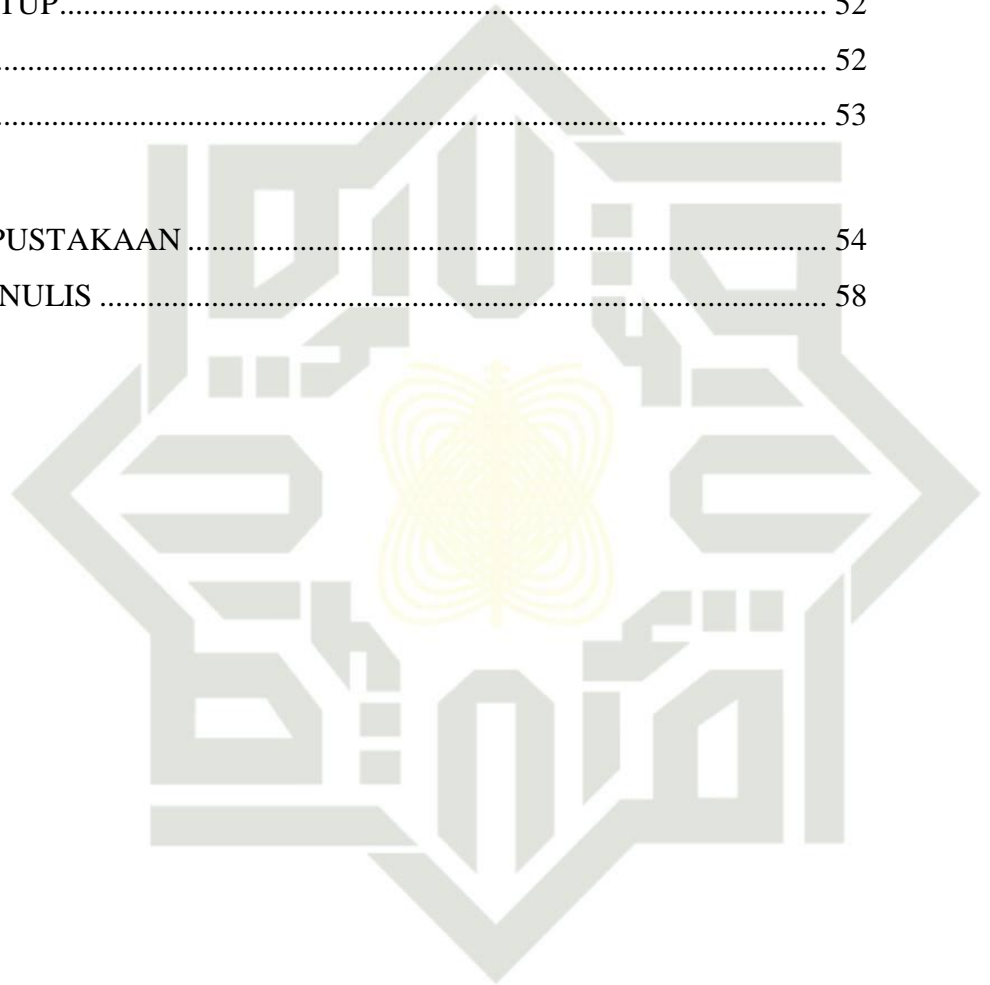 TUP.......................................................................................... 52
.......................................................................................... 52
.......................................................................................... 53
PUSTAKAAN .......................................................................... 54
NULIS .......................................................................................... 58